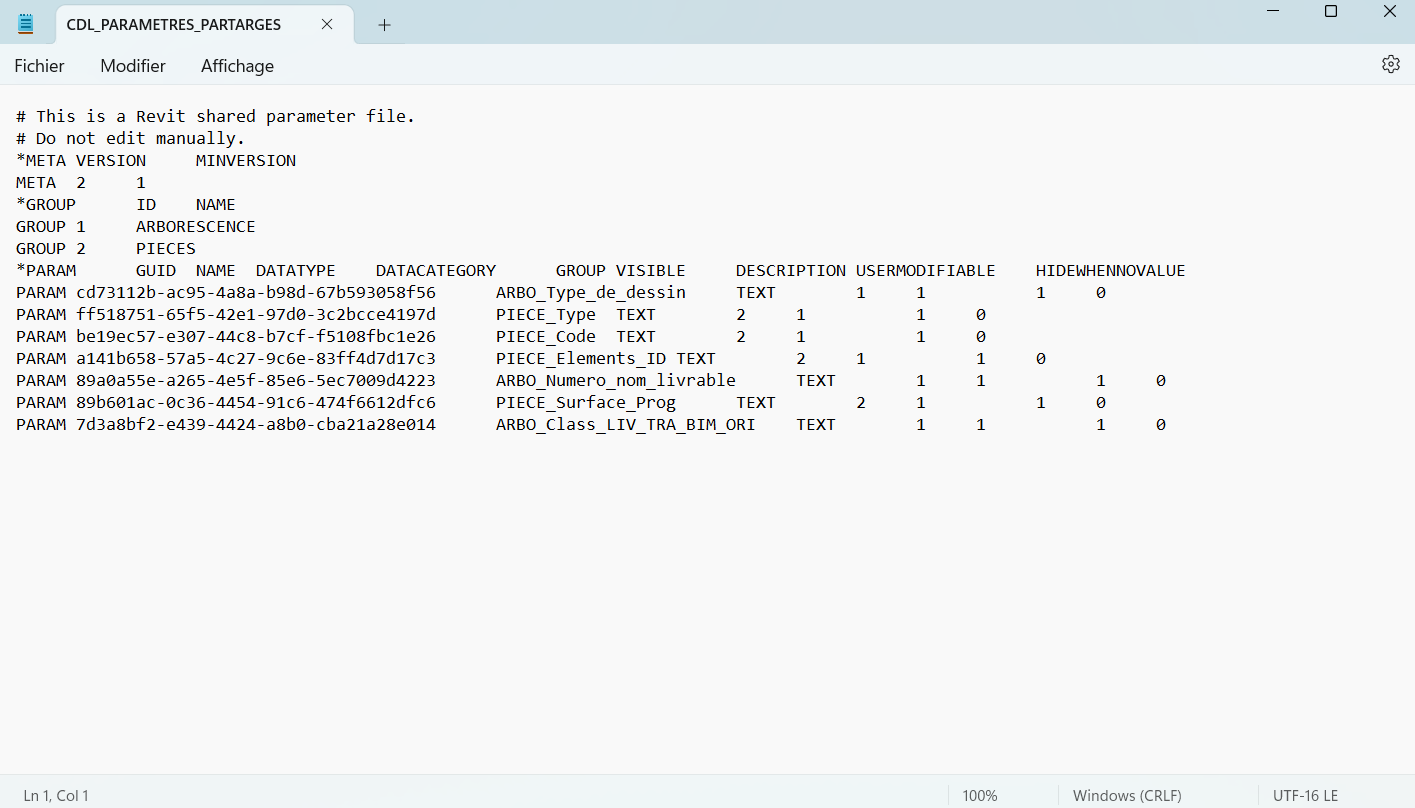 CDL_PARAMETRES_PARTARGES
Fichier Modifier Affichage
# This is a Revit shared parameter file.
# Do not edit manually.
*META VERSION MINVERSION
META 2 1
*GROUP ID NAME
GROUP 1 ARBORESCENCE
GROUP 2 PIECES
*PARAM GUID NAME DATATYPE DATACATEGORY GROUP VISIBLE DESCRIPTION USERMODIFIABLE HIDEWHENNOVALUE
PARAM cd73112b-ac95-4a8a-b98d-67b593058f56 ARBO_Type_de_dessin TEXT 1 1 1 0
PARAM ff518751-65f5-42e1-97d0-3c2bcce4197d PIECE_Type TEXT 2 1 1 0
PARAM be19ec57-e307-44c8-b7cf-f5108fbc1e26 PIECE_Code TEXT 2 1 1 0
PARAM a141b658-57a5-4c27-9c6e-83ff4d7d17c3 PIECE_Elements_ID TEXT 2 1 1 0
PARAM 89a0a55e-a265-4e5f-85e6-5ec7009d4223 ARBO_Numero_nom_livrable TEXT 1 1 1 0
PARAM 89b601ac-0c36-4454-91c6-474f6612dfc6 PIECE_Surface_Prog TEXT 2 1 1 0
PARAM 7d3a8bf2-e439-4424-a8b0-cba21a28e014 ARBO_Class_LIV_TRA_BIM_ORI TEXT 1 1 1 0
Ln 1, Col 1 100% Windows (CRLF) UTF-16 LE